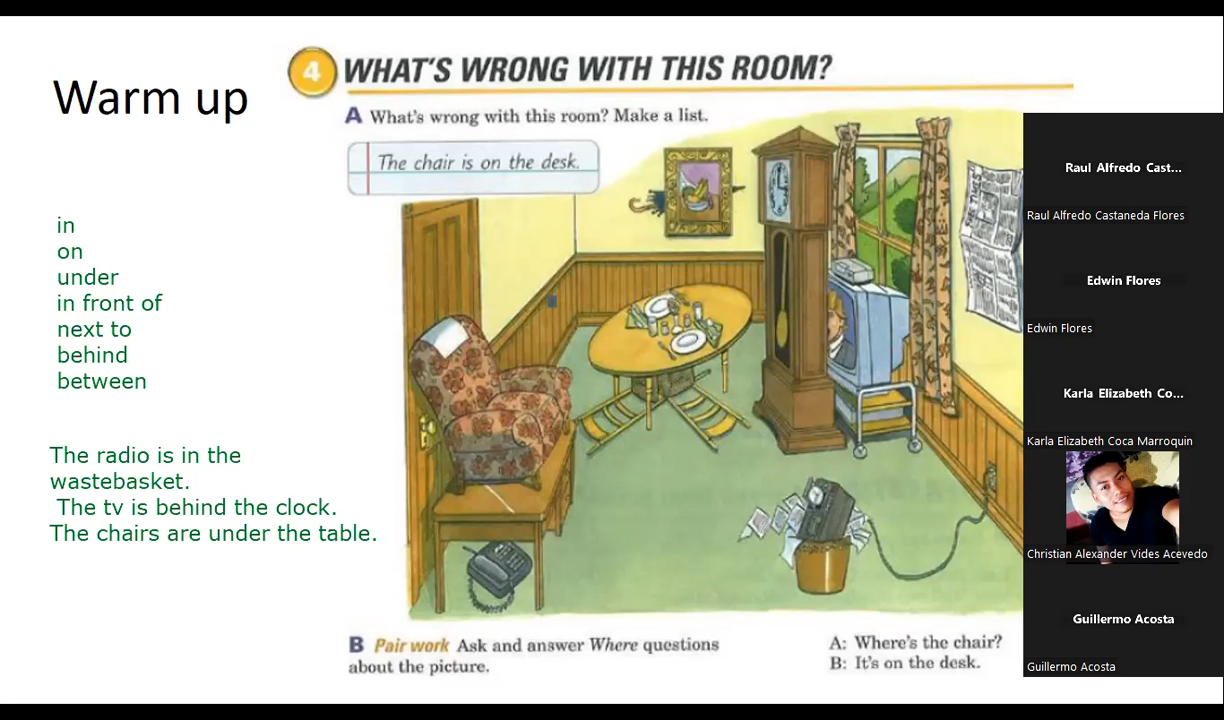 Warm up
4 WHAT'S WRONG WITH THIS ROOM?
A What's wrong with this room? Make a list.
The chair is on the desk.
in
on
under
in front of
next to
behind
between
The radio is in the
wastebasket.
The tv is behind the clock.
The chairs are under the table.
B Pair work Ask and answer Where questions
about the picture.
A: Where's the chair?
B: It's on the desk.
Raul Alfredo Cast...
Raul Alfredo Castaneda Flores
Edwin Flores
Edwin Flores
Karla Elizabeth Co...
Karla Elizabeth Coca Marroquin
Christian Alexander Vides Acevedo
Guillermo Acosta
Guillermo Acosta